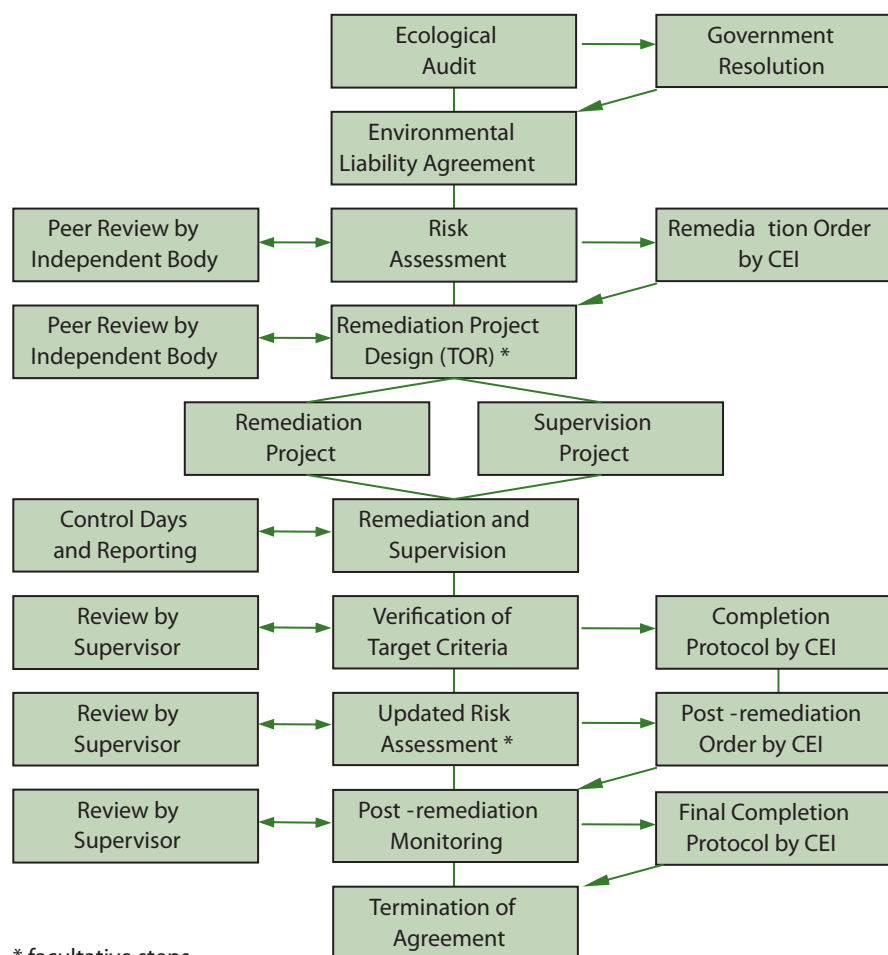 Ecological
Audit
Government
Resolution
Environmental
Liability Agreement
Peer Review by
Independent Body
Risk
Assessment
Remedia tion Order
by CEI
Peer Review by
Independent Body
Remediation Project
Design (TOR) *
Remediation
Project
Supervision
Project
Control Days
and Reporting
Remediation and
Supervision
Review by
Supervisor
Verification of
Target Criteria
Completion
Protocol by CEI
Review by
Supervisor
Updated Risk
Assessment *
Post -remediation
Order by CEI
Review by
Supervisor
Post -remediation
Monitoring
Final Completion
Protocol by CEI
Termination of
Agreement
* facultative steps